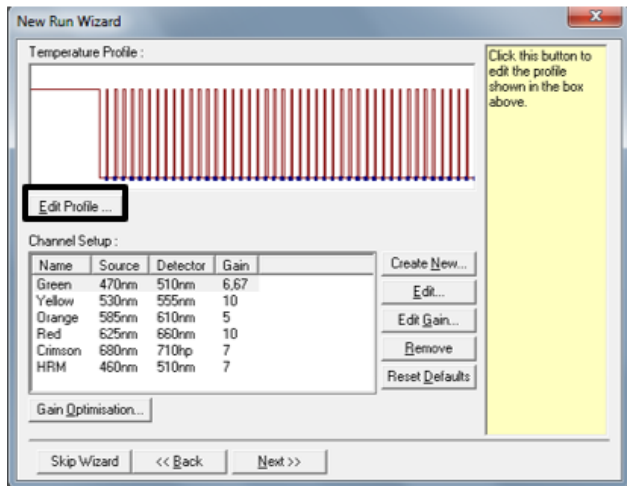 New Run Wizard
x
Temperature Profile :
Click this button to
edit the profile
shown in the box
above.
Edit Profile ...
Channel Setup :
Name Source Detector Gain
Green 470nm 510nm 6,67
Yellow 530nm 555nm 10
Orange 585nm 610nm 5
Red 625nm 660nm 10
Crimson 680nm 710hp 7
HRM 460nm 510nm 7
Create New...
Edit...
Edit Gain...
Remove
Reset Defaults
Gain Optimisation...
Skip Wizard << Back Next >>